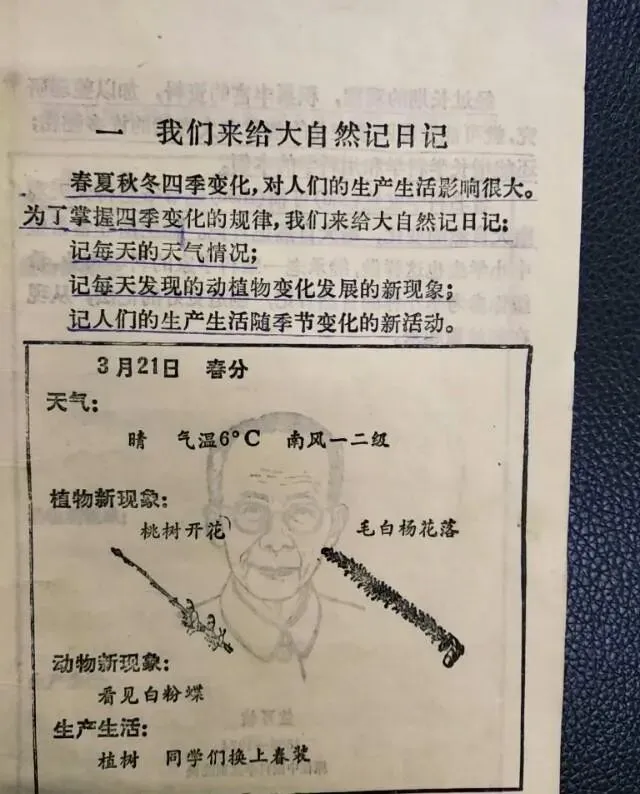 一 我们来给大自然记日记
春夏秋冬四季变化，对人们的生产生活影响很大。
为了掌握四季变化的规律，我们来给大自然记日记：
记每天的天气情况；
记每天发现的动植物变化发展的新现象；
记人们的生产生活随季节变化的新活动。
3月21日 春分
天气：
晴 气温6°C 南风一二级
植物新现象：
桃树开花 毛白杨花落
动物新现象：
看见白粉蝶
生产生活：
植树 同学们换上春装